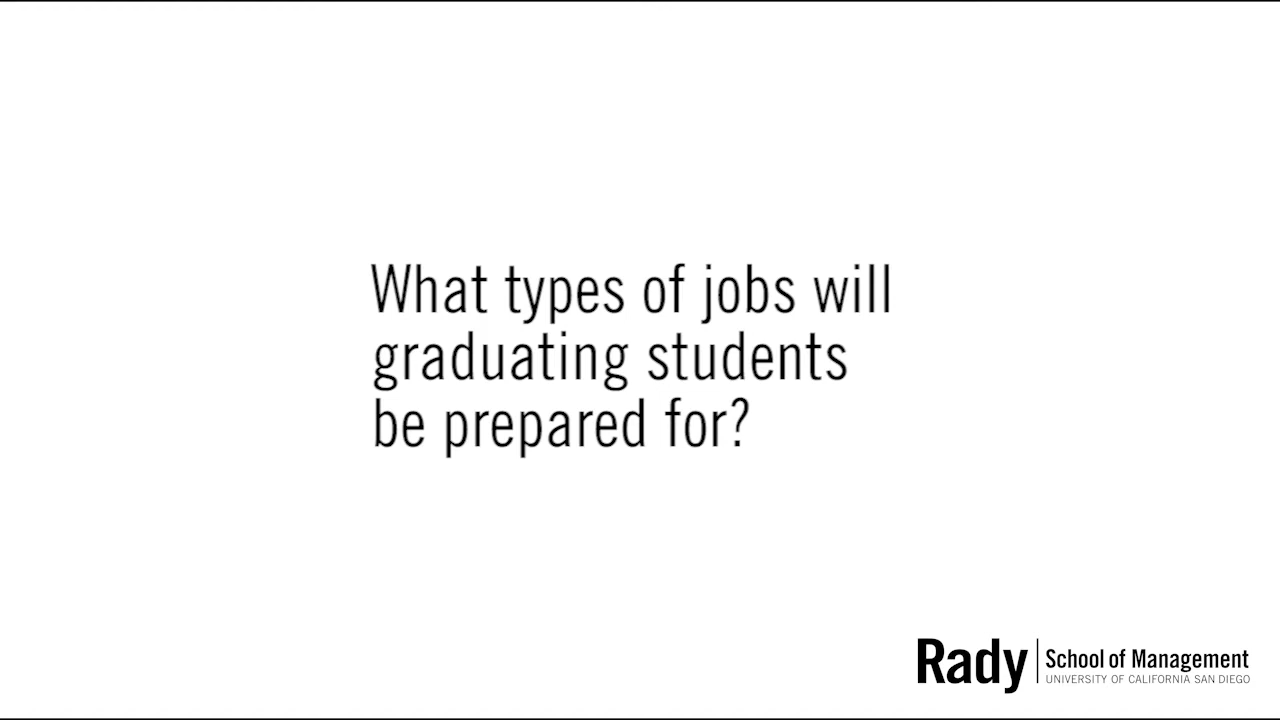 What types of jobs will
graduating students
be prepared for?
Rady School of Management
UNIVERSITY OF CALIFORNIA SAN DIEGO